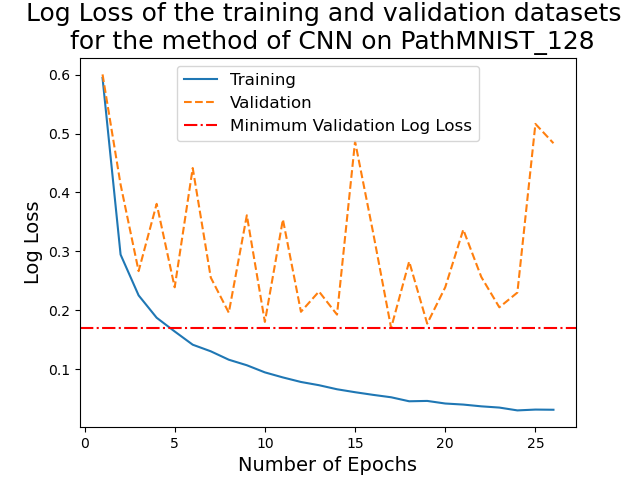 Log Loss of the training and validation datasets
for the method of CNN on PathMNIST_128
Training
Validation
Minimum Validation Log Loss
Log Loss
0.6
0.5
0.4
0.3
0.2
0.1
0 5 10 15 20 25
Number of Epochs